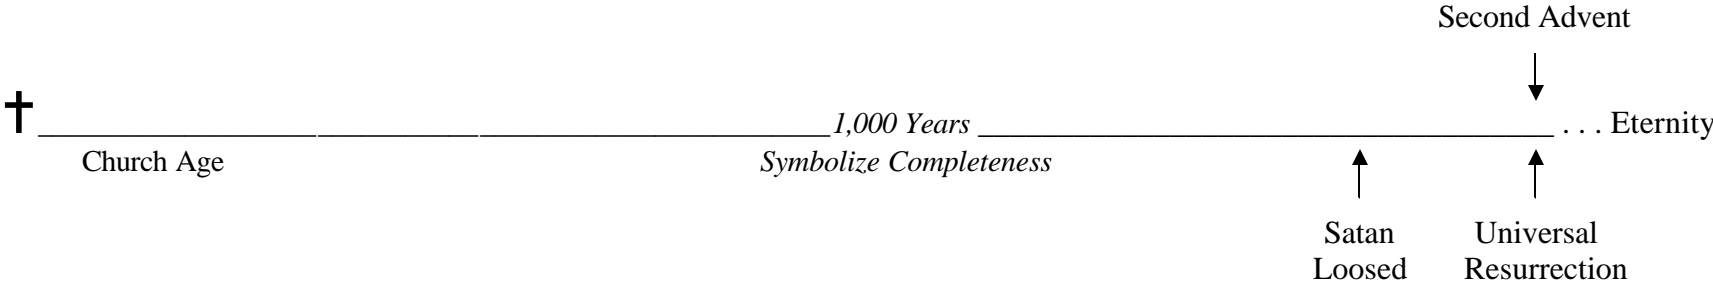 Second Advent
✝ 1,000 Years . . . Eternity
Church Age Symbolize Completeness
Satan Universal
Loosed Resurrection